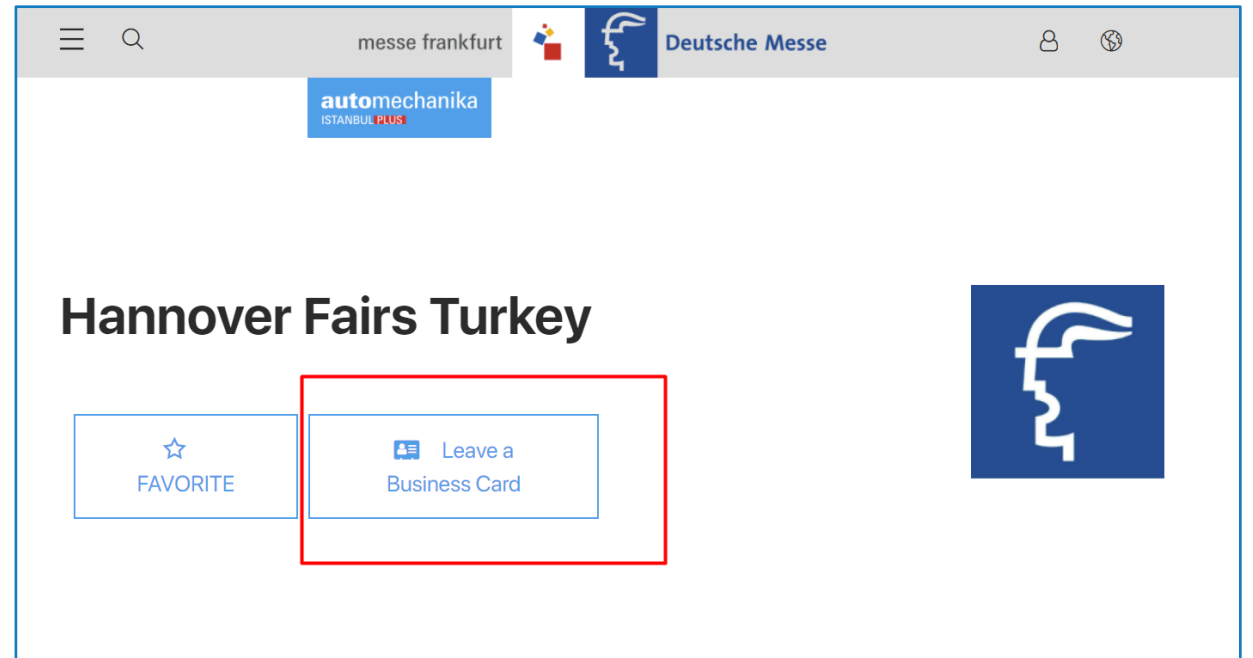 messe frankfurt
Deutsche Messe
automechanika
ISTANBUL PLUS
Hannover Fairs Turkey
FAVORITE
Leave a
Business Card